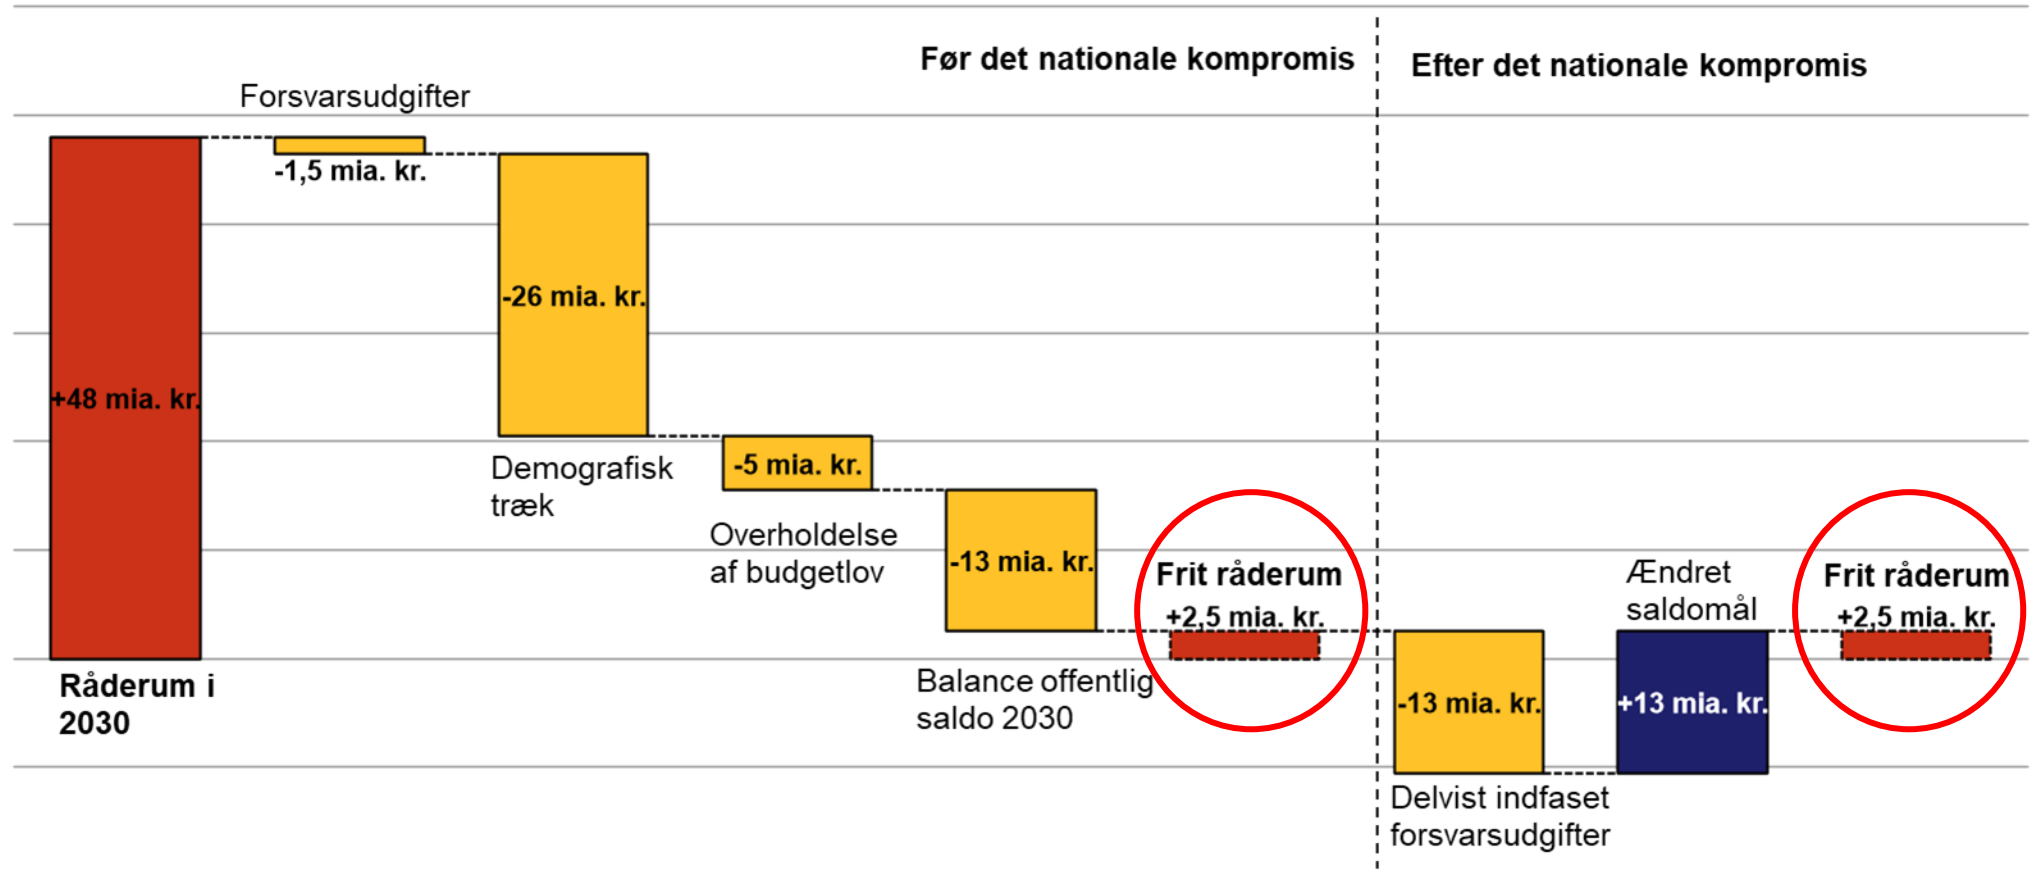 Før det nationale kompromis
Efter det nationale kompromis
Forsvarsudgifter
-1,5 mia. kr.
-26 mia. kr.
+48 mia. kr.
Demografisk
træk
-5 mia. kr.
Overholdelse
af budgetlov
-13 mia. kr.
Frit råderum
+2,5 mia. kr.
Ændret
saldomål
Frit råderum
+2,5 mia. kr.
Råderum i
2030
Balance offentlig
saldo 2030
-13 mia. kr.
+13 mia. kr.
Delvist indfaset
forsvarsudgifter